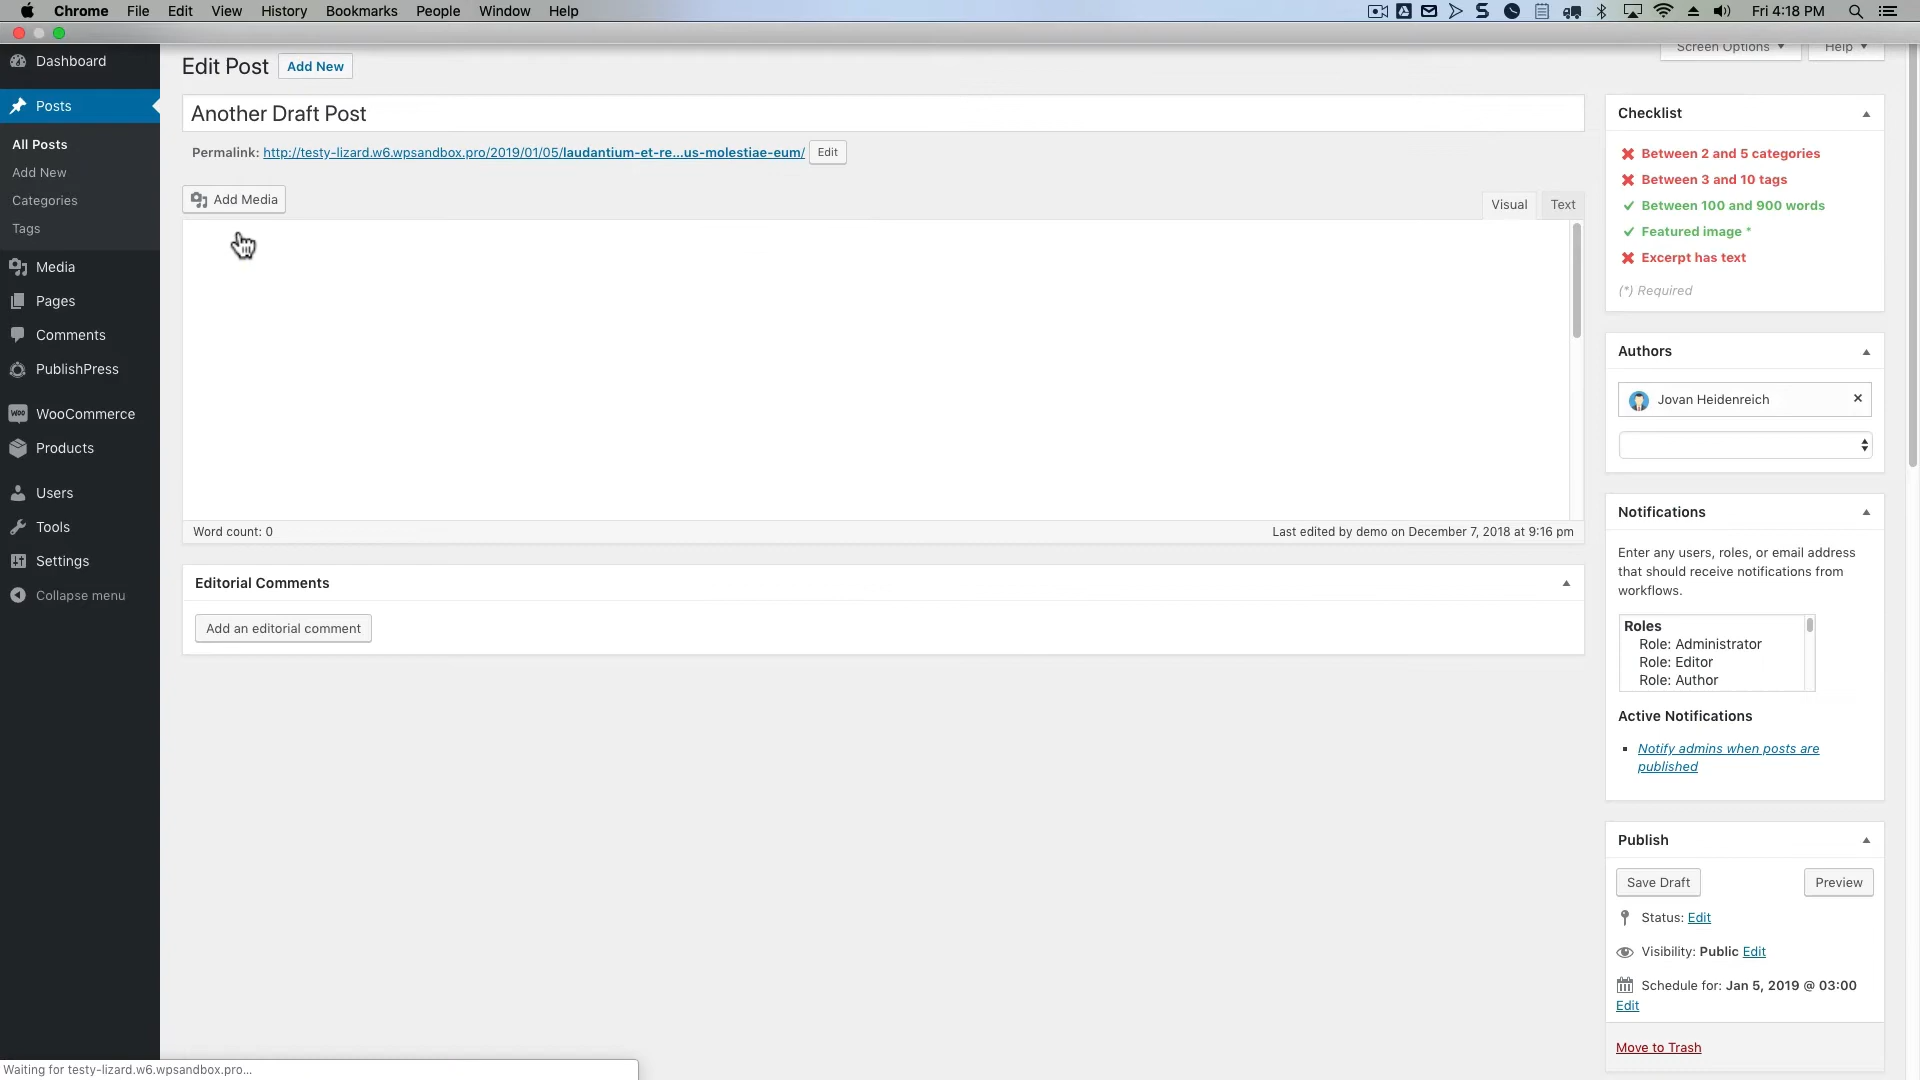 Chrome File Edit View History Bookmarks People Window Help
Fri 4:18 PM
Dashboard
Posts
All Posts
Add New
Categories
Tags
Media
Pages
Comments
PublishPress
WooCommerce
Products
Users
Tools
Settings
Collapse menu
Screen Options
Help
Edit Post
Add New
Another Draft Post
Permalink: http://testy-lizard.w6.wpsandbox.pro/2019/01/05/laudantium-et-re...us-molestiae-eum/ Edit
Add Media
Visual
Text
Word count: 0
Last edited by demo on December 7, 2018 at 9:16 pm
Editorial Comments
Add an editorial comment
Checklist
Between 2 and 5 categories
Between 3 and 10 tags
Between 100 and 900 words
Featured image *
Excerpt has text
(*) Required
Authors
Jovan Heidenreich
Notifications
Enter any users, roles, or email address
that should receive notifications from
workflows.
Roles
Role: Administrator
Role: Editor
Role: Author
Active Notifications
Notify admins when posts are
published
Publish
Save Draft
Preview
Status: Edit
Visibility: Public Edit
Schedule for: Jan 5, 2019 @ 03:00
Edit
Move to Trash
Waiting for testy-lizard.w6.wpsandbox.pro...